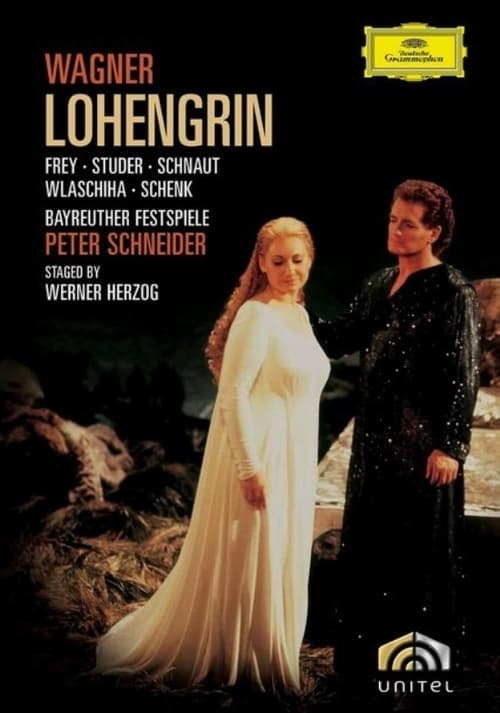 Deutsche
Grammophon
WAGNER
LOHENGRIN
FREY · STUDER · SCHNAUT
WLASCHIHA · SCHENK
BAYREUTHER FESTSPIELE
PETER SCHNEIDER
STAGED BY
WERNER HERZOG
UNITEL